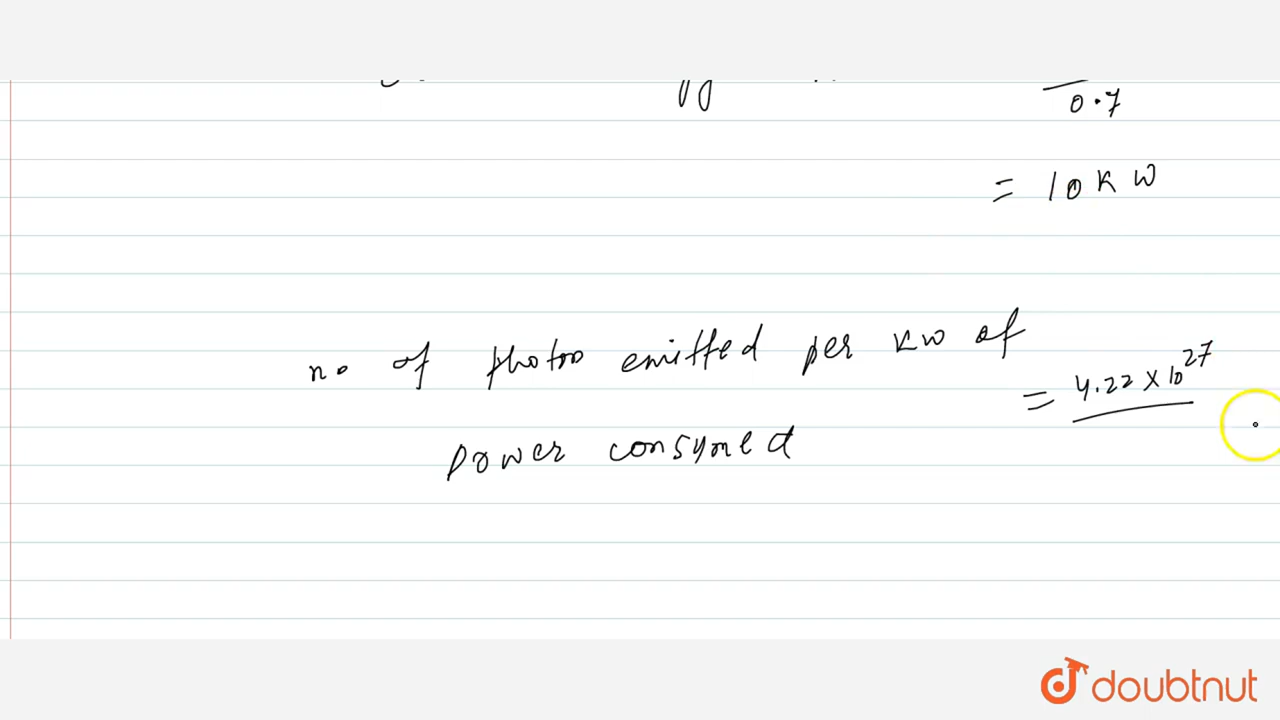 0.7
= 10 KW
no of photon emitted per KW of
= 4.22 X 10^27
power consumed
doubtnut